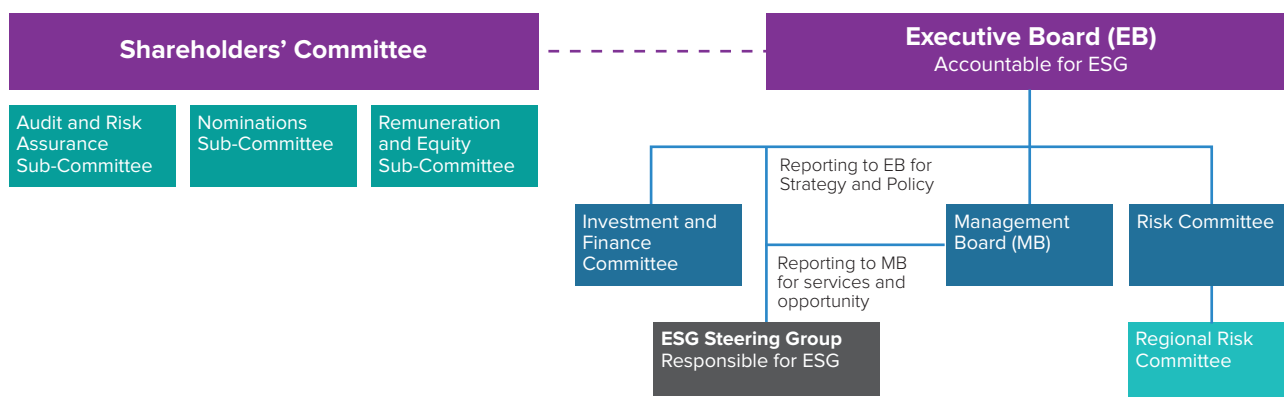 Shareholders’ Committee
Executive Board (EB)
Accountable for ESG
Audit and Risk
Assurance
Sub-Committee
Nominations
Sub-Committee
Remuneration
and Equity
Sub-Committee
Reporting to EB for
Strategy and Policy
Investment and
Finance
Committee
Management
Board (MB)
Risk Committee
Reporting to MB
for services and
opportunity
ESG Steering Group
Responsible for ESG
Regional Risk
Committee